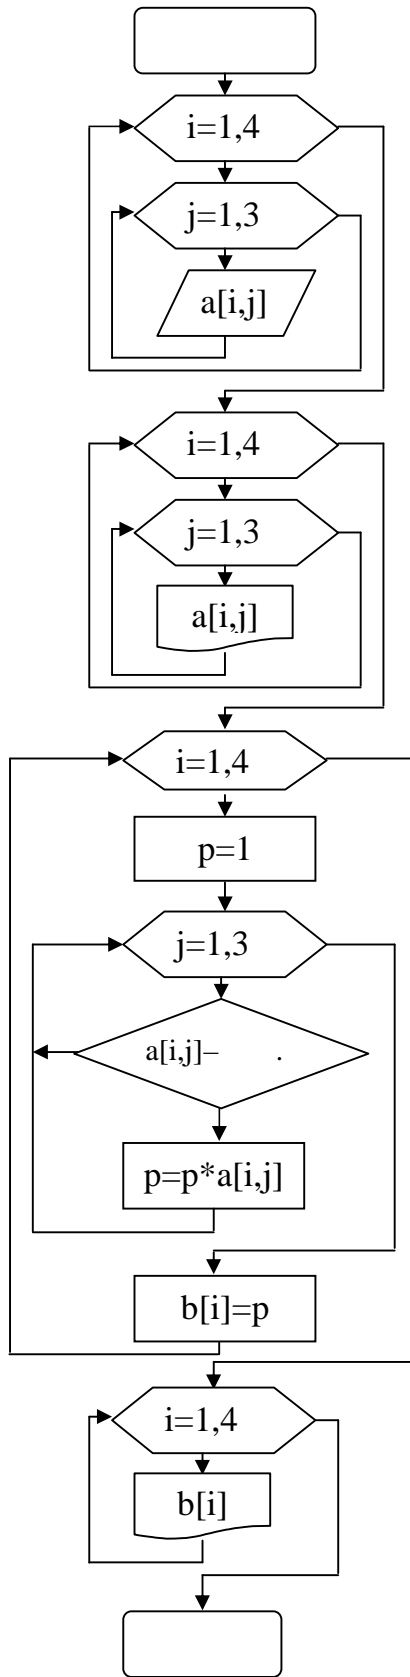 i=1,4
j=1,3
a[i,j]
i=1,4
j=1,3
a[i,j]
i=1,4
p=1
j=1,3
a[i,j]– .
p=p*a[i,j]
b[i]=p
i=1,4
b[i]